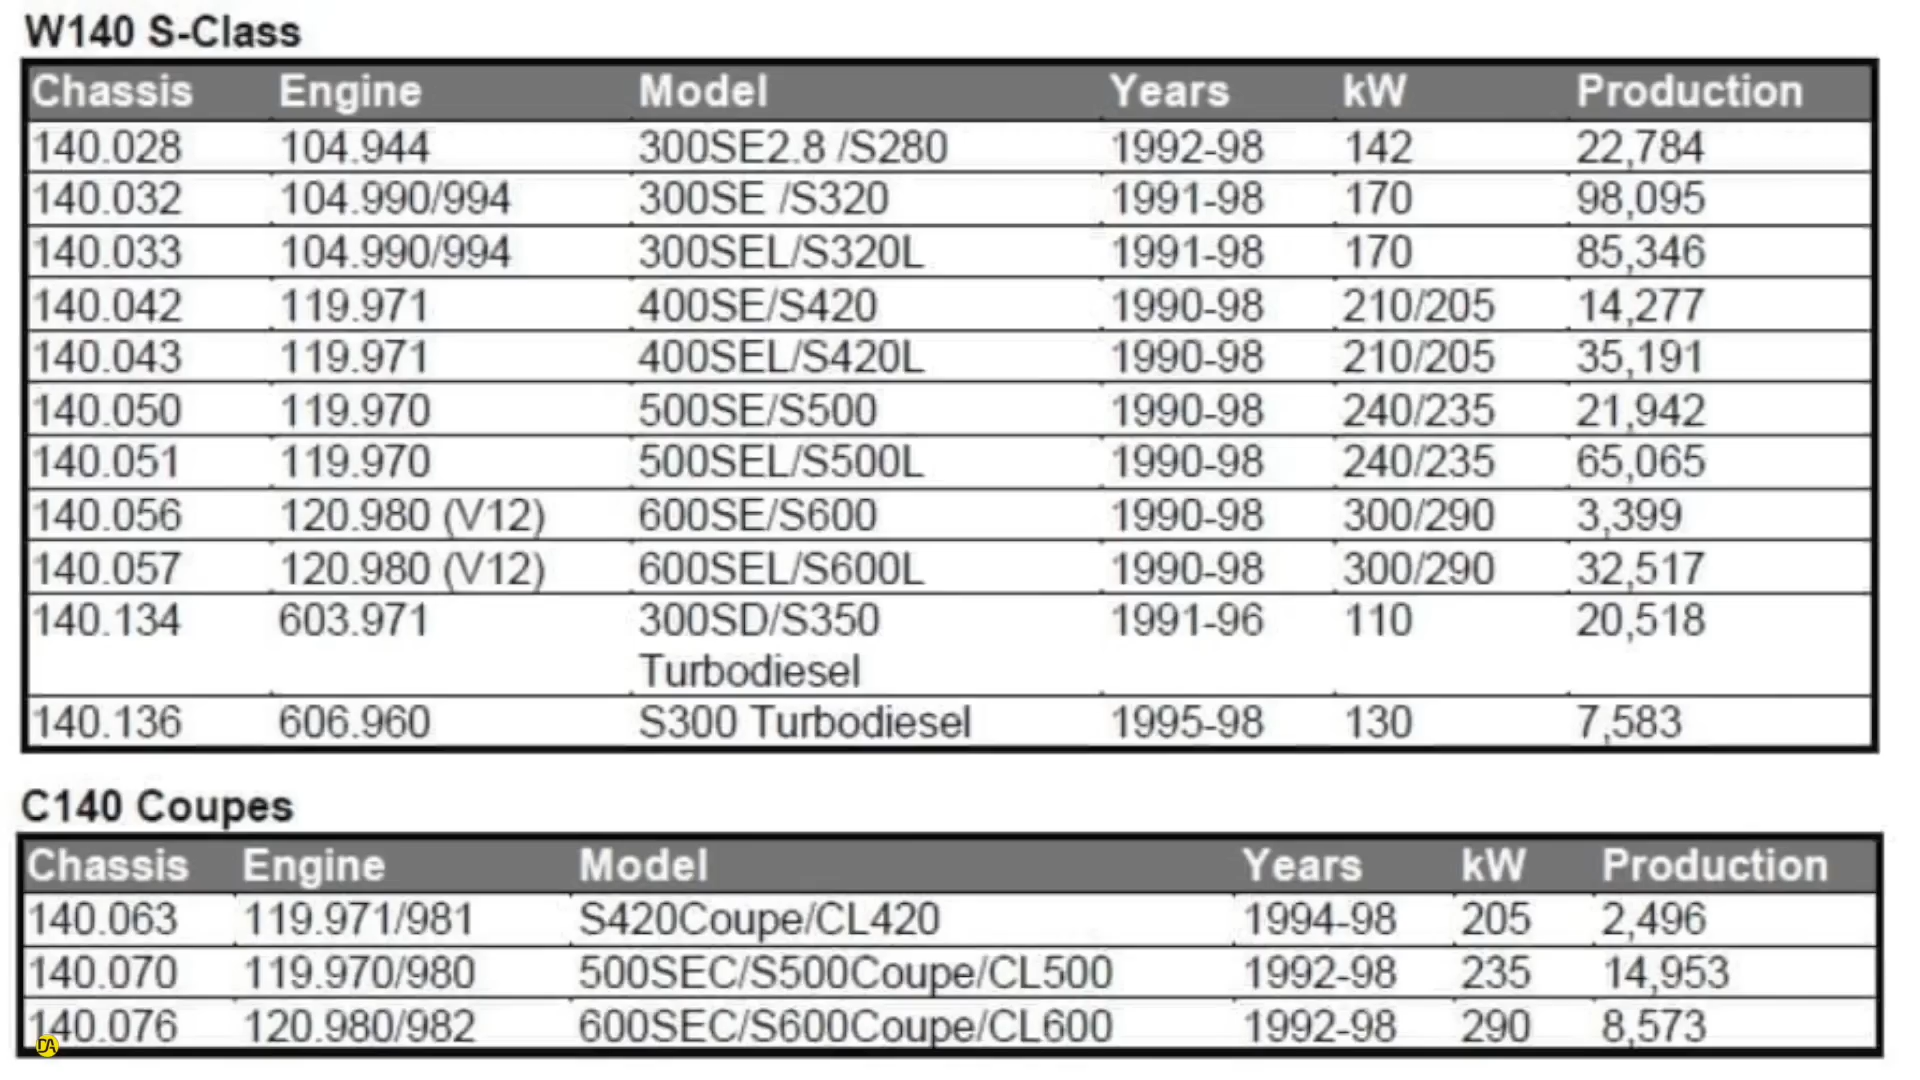 W140 S-Class
Chassis Engine Model Years kW Production
140.028 104.944 300SE2.8 /S280 1992-98 142 22,784
140.032 104.990/994 300SE /S320 1991-98 170 98,095
140.033 104.990/994 300SEL/S320L 1991-98 170 85,346
140.042 119.971 400SE/S420 1990-98 210/205 14,277
140.043 119.971 400SEL/S420L 1990-98 210/205 35,191
140.050 119.970 500SE/S500 1990-98 240/235 21,942
140.051 119.970 500SEL/S500L 1990-98 240/235 65,065
140.056 120.980 (V12) 600SE/S600 1990-98 300/290 3,399
140.057 120.980 (V12) 600SEL/S600L 1990-98 300/290 32,517
140.134 603.971 300SD/S350 1991-96 110 20,518
Turbodiesel
140.136 606.960 S300 Turbodiesel 1995-98 130 7,583
C140 Coupes
Chassis Engine Model Years kW Production
140.063 119.971/981 S420Coupe/CL420 1994-98 205 2,496
140.070 119.970/980 500SEC/S500Coupe/CL500 1992-98 235 14,953
140.076 120.980/982 600SEC/S600Coupe/CL600 1992-98 290 8,573
DA